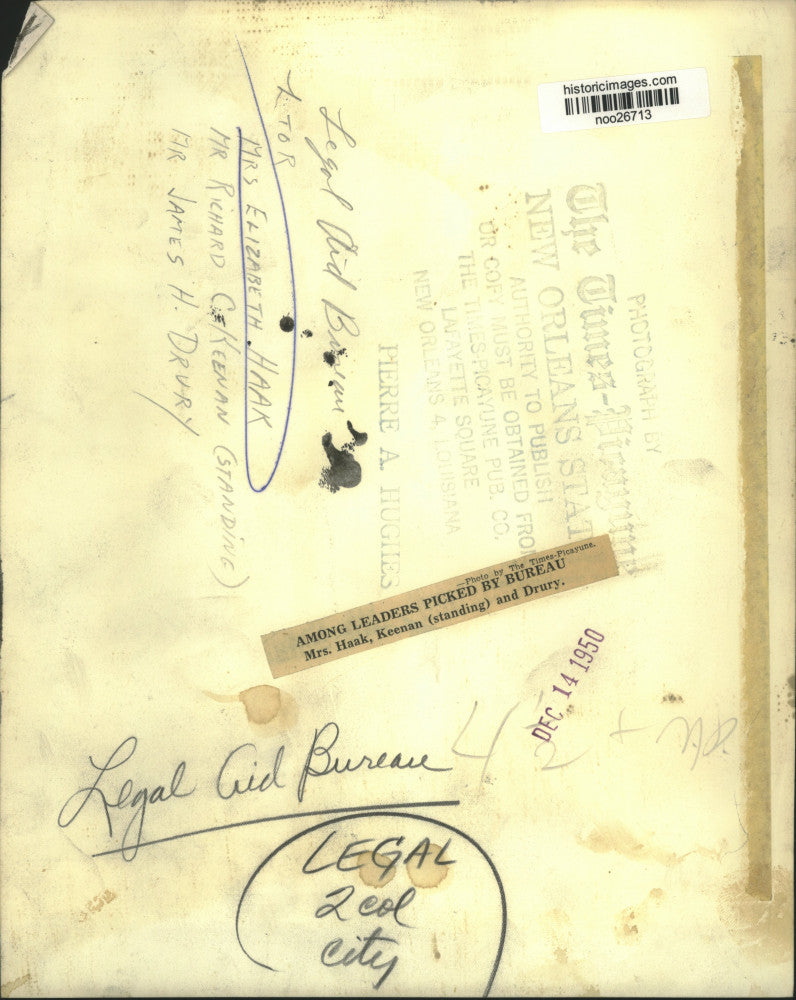 historicimages.com
noo26713
PHOTOGRAPH BY
The Times-Picayune
NEW ORLEANS STAT
AUTHORITY TO PUBLISH
OR COPY MUST BE OBTAINED FROM
THE TIMES-PICAYUNE PUB. CO.
LAFAYETTE SQUARE
NEW ORLEANS 4, LOUISIANA
PIERRE A. HUGHES
Legal Aid Bureau
L TO R
MRS ELIZABETH HAAK
MR RICHARD C. KEENAN (STANDING)
MR JAMES H. DRURY
—Photo by The Times-Picayune.
AMONG LEADERS PICKED BY BUREAU
Mrs. Haak, Keenan (standing) and Drury.
DEC 14 1950
Legal Aid Bureau
LEGAL
2 col
City